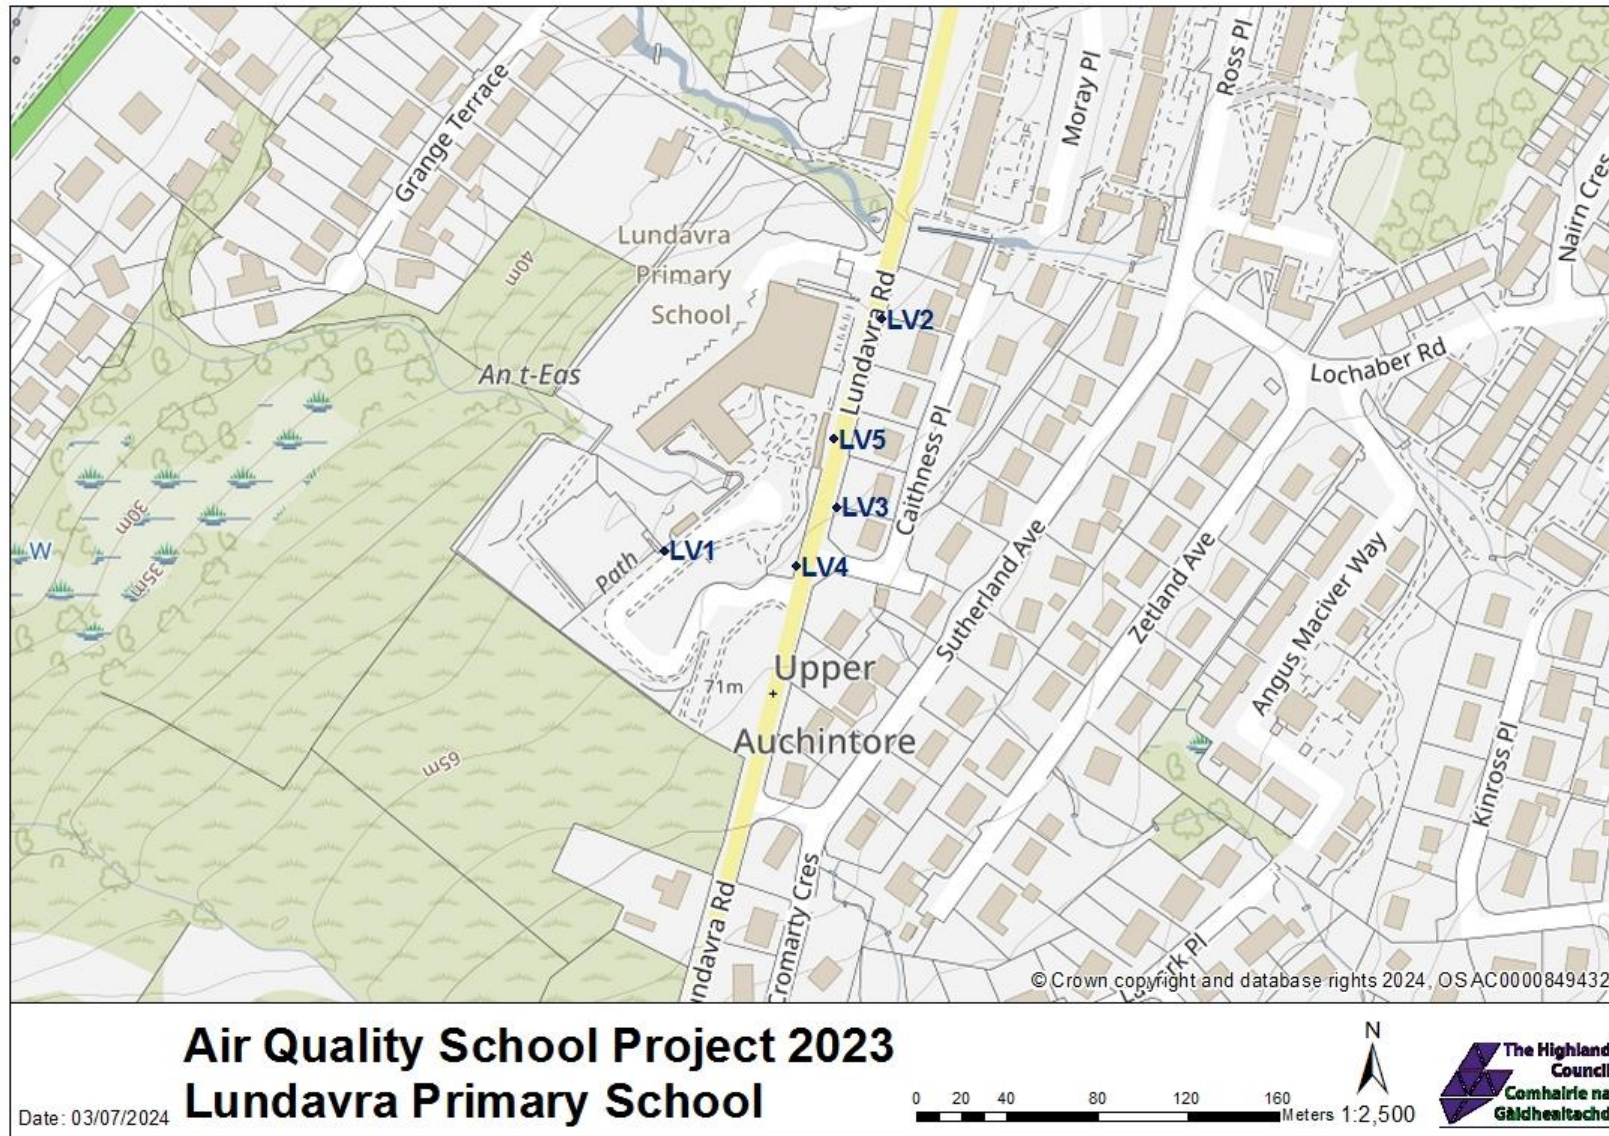 Grange Terrace
Moray Pl
Ross Pl
Nairn Cres
Lundavra
Primary
School
40m
Lundavra Rd
LV2
Lochaber Rd
An t-Eas
LV5
Caithness Pl
LV3
30m
W
35m
Path
LV1
LV4
Sutherland Ave
Zetland Ave
Angus Maciver Way
Upper
71m
Auchintore
65m
Kinross Pl
Cromarty Cres
© Crown copyright and database rights 2024, OS AC0000849432
Air Quality School Project 2023
Lundavra Primary School
Date: 03/07/2024
0 20 40 80 120 160
Meters 1:2,500
N
The Highland
Council
Comhairle na
Gàidhealtachd